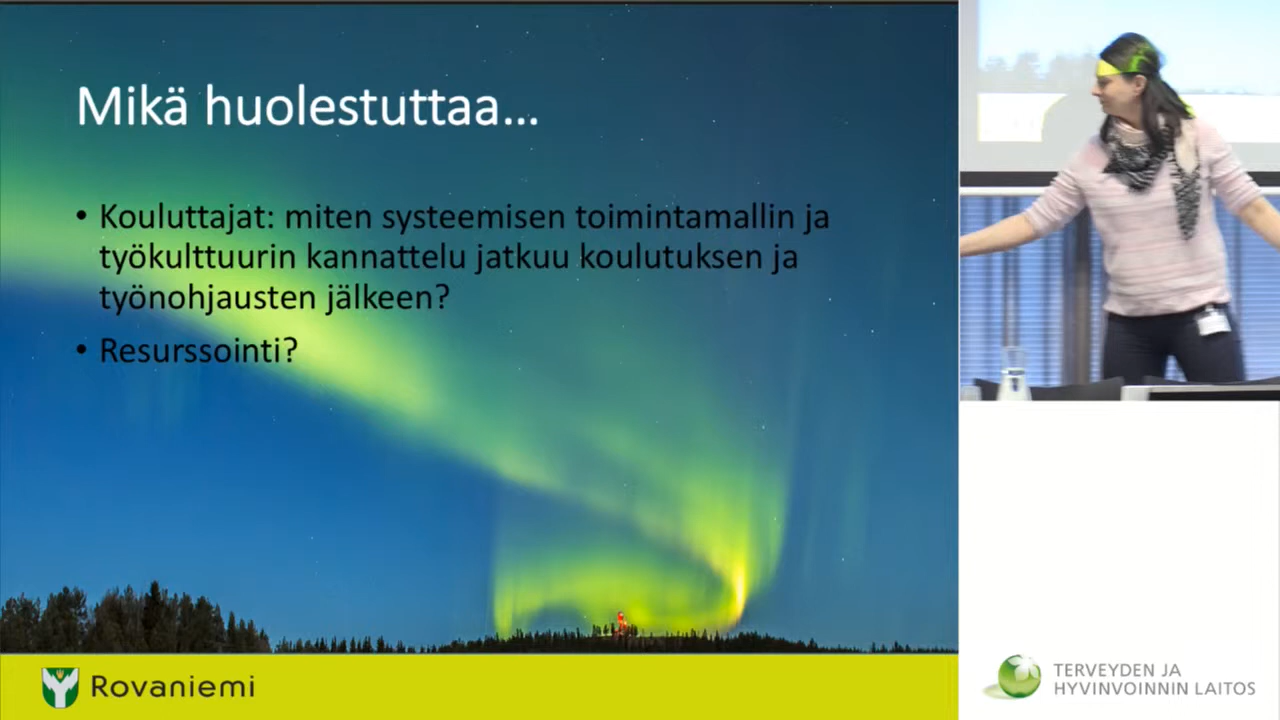 Mikä huolestuttaa...
• Kouluttajat: miten systeemisen toimintamallin ja
työkulttuurin kannattelu jatkuu koulutuksen ja
työnohjausten jälkeen?
• Resurssointi?
Rovaniemi
TERVEYDEN JA
HYVINVOINNIN LAITOS